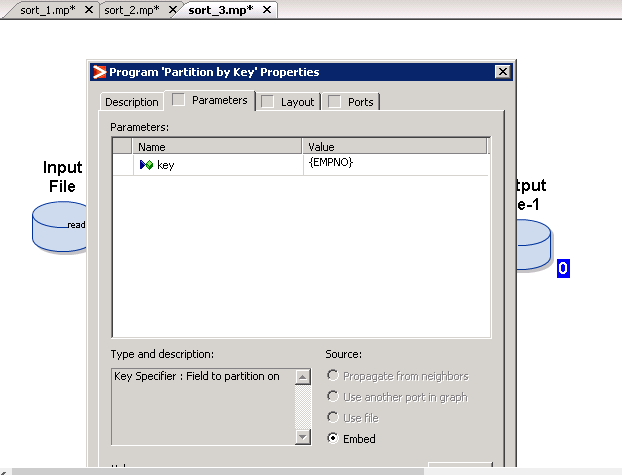 sort_1.mp* sort_2.mp* sort_3.mp*
Program 'Partition by Key' Properties
Description Parameters Layout Ports
Parameters:
Name Value
key {EMPNO}
Input
File
read
tput
e-1
0
Type and description:
Key Specifier : Field to partition on
Source:
Propagate from neighbors
Use another port in graph
Use file
Embed